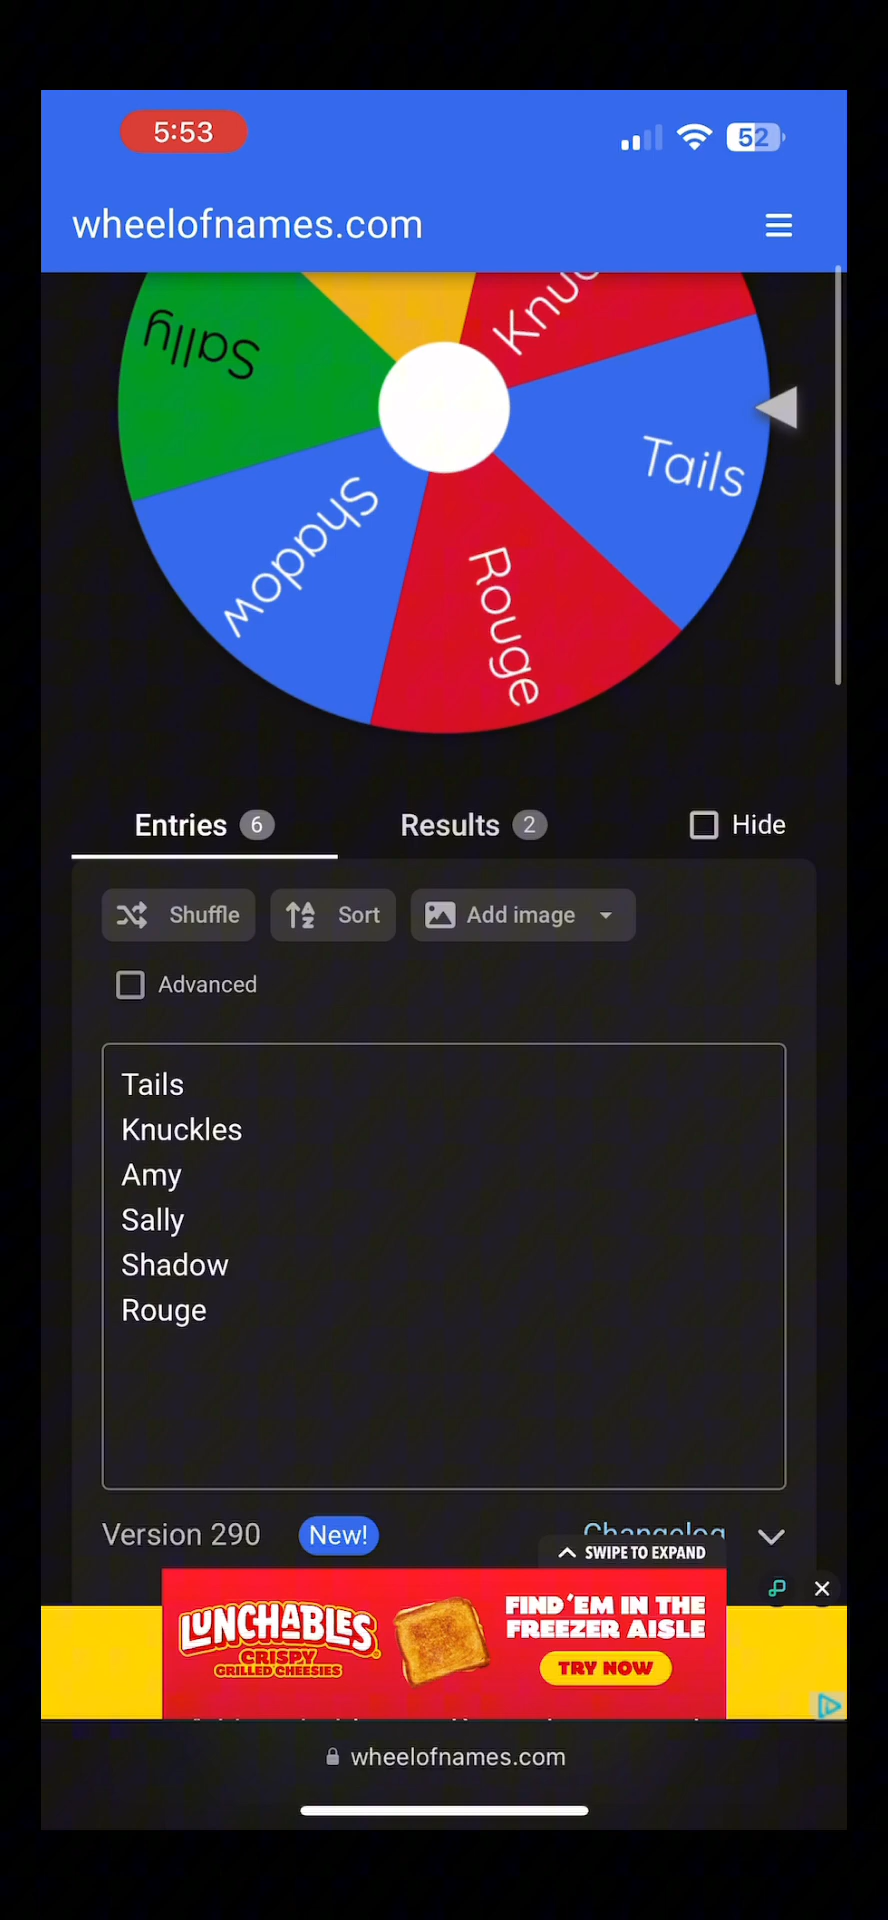 5:53
52
wheelofnames.com
Sally
Knuc
Tails
Shadow
Rouge
Entries 6
Results 2
Hide
Shuffle
Sort
Add image
Advanced
Tails
Knuckles
Amy
Sally
Shadow
Rouge
Version 290
New!
Changelog
SWIPE TO EXPAND
LUNCHABLES
CRISPY
GRILLED CHEESIES
FIND 'EM IN THE
FREEZER AISLE
TRY NOW
wheelofnames.com